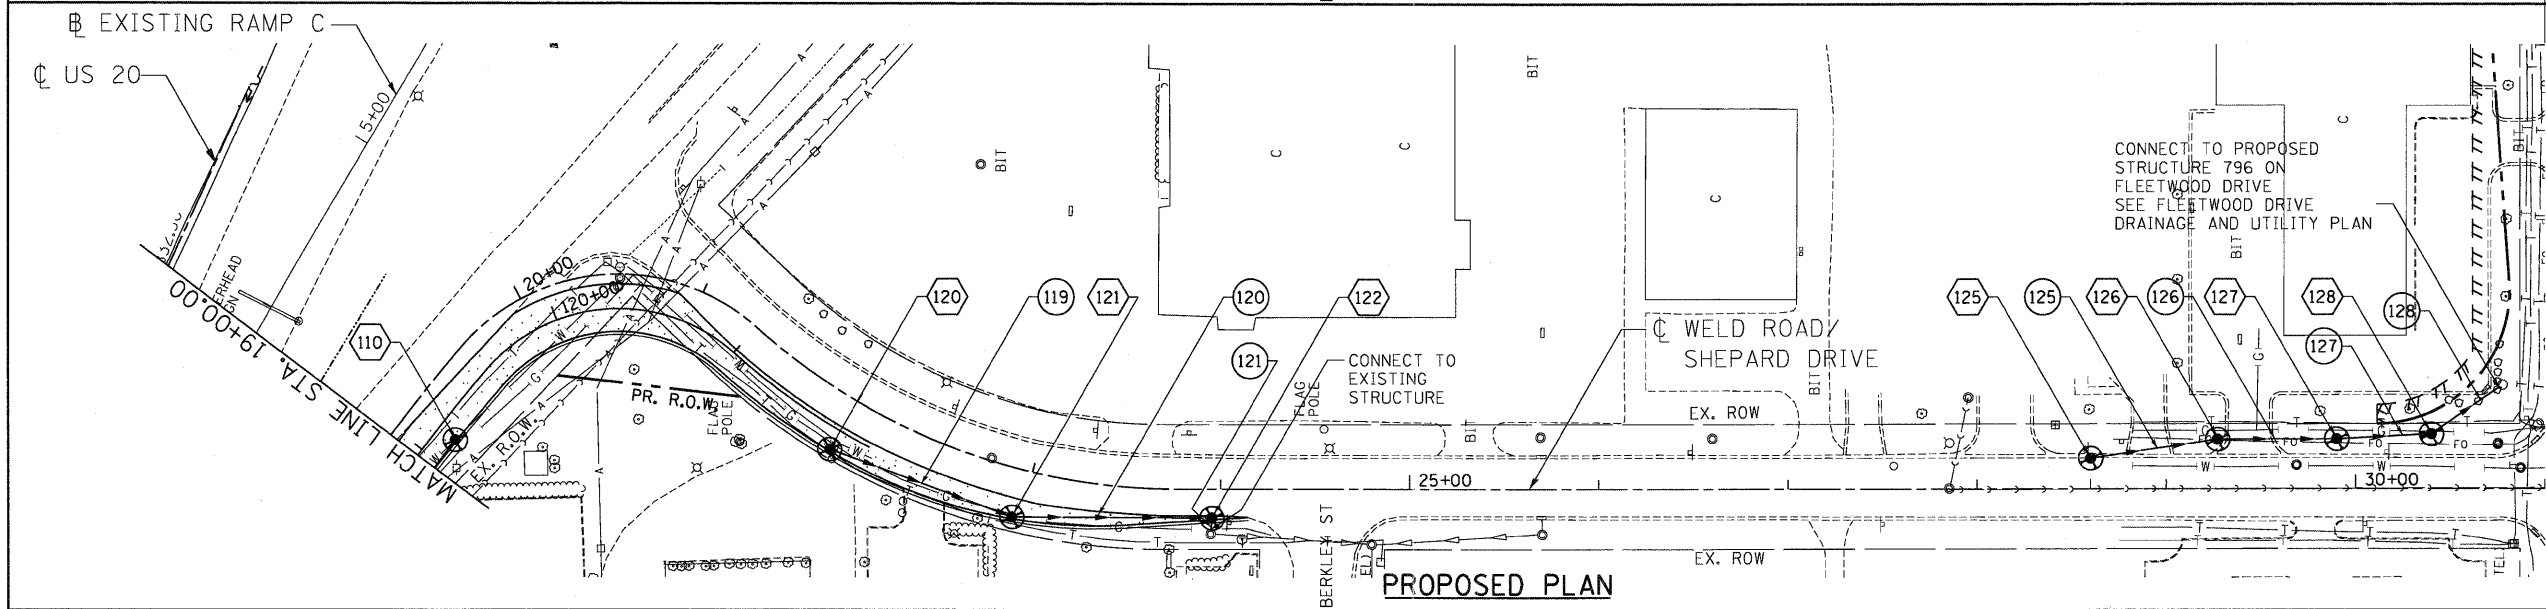 ℄ EXISTING RAMP C
℄ US 20
15+00
MATCH LINE STA. 19+00.00
ERHEAD
GN
20+00
120+00
110
PR. R.O.W.
EX. R.O.W.
FLAG
POLE
BIT
120
119
121
120
122
121
CONNECT TO
EXISTING
STRUCTURE
FLAG
POLE
BIT
C
C
BIT
C
℄ WELD ROAD/
SHEPARD DRIVE
BIT
EX. ROW
25+00
BERKLEY ST
EX. ROW
CONNECT TO PROPOSED
STRUCTURE 796 ON
FLEETWOOD DRIVE
SEE FLEETWOOD DRIVE
DRAINAGE AND UTILITY PLAN
C
BIT
BIT
125
125
126
126
127
128
128
127
FO
FO
W
W
30+00
TEL
PROPOSED PLAN